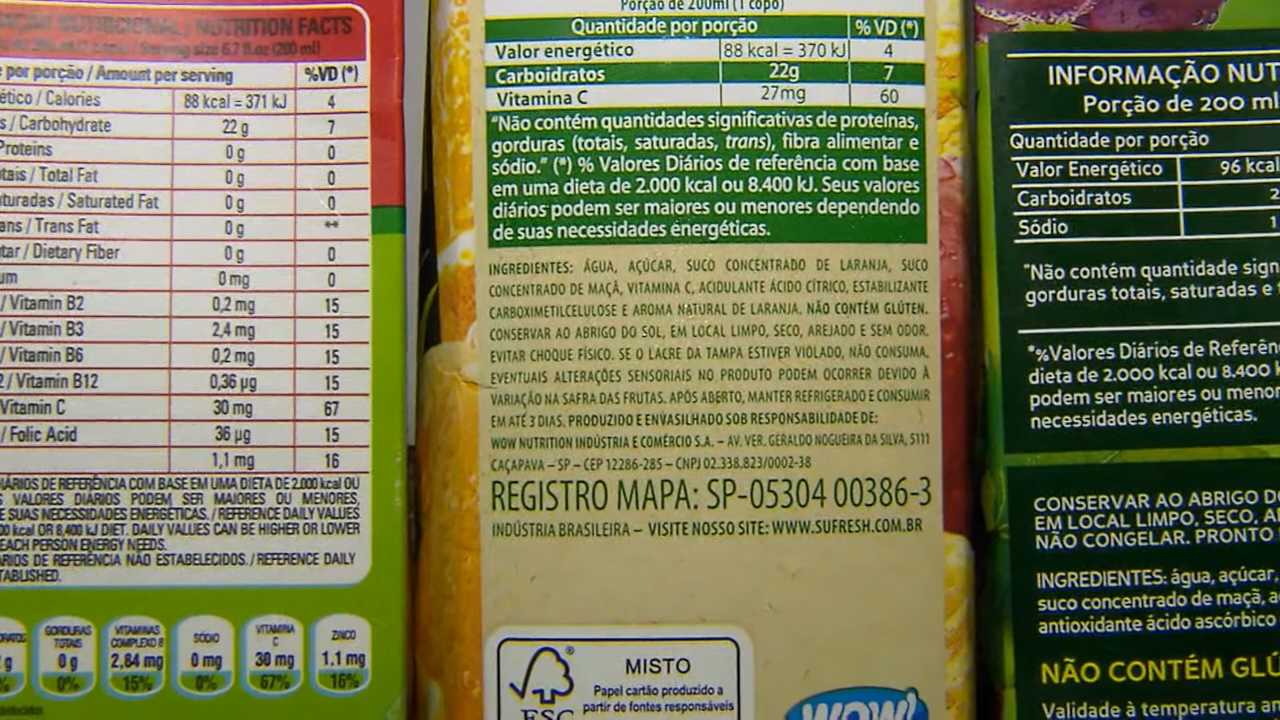 NUTRICIONAL / NUTRITION FACTS
Serving size 6.7 fl.oz (200 ml)
e por porção / Amount per serving %VD (*)
ético / Calories 88 kcal = 371 kJ 4
s / Carbohydrate 22 g 7
Proteins 0 g 0
tais / Total Fat 0 g 0
turadas / Saturated Fat 0 g 0
ans / Trans Fat 0 g **
tar / Dietary Fiber 0 g 0
um 0 mg 0
/ Vitamin B2 0,2 mg 15
/ Vitamin B3 2,4 mg 15
/ Vitamin B6 0,2 mg 15
2 / Vitamin B12 0,36 µg 15
Vitamin C 30 mg 67
/ Folic Acid 36 µg 15
1,1 mg 16
IÁRIOS DE REFERÊNCIA COM BASE EM UMA DIETA DE 2.000 kcal OU
S VALORES DIÁRIOS PODEM SER MAIORES OU MENORES,
E SUAS NECESSIDADES ENERGÉTICAS. / REFERENCE DAILY VALUES
00 kcal OR 8,400 kJ DIET. DAILY VALUES CAN BE HIGHER OR LOWER
EACH PERSON ENERGY NEEDS.
ÁRIOS DE REFERÊNCIA NÃO ESTABELECIDOS. / REFERENCE DAILY
TABLISHED.
GORDURAS TOTAIS 0 g 0%
VITAMINAS COMPLEXO B 2,84 mg 15%
SÓDIO 0 mg 0%
VITAMINA C 30 mg 67%
ZINCO 1.1 mg 16%
Porção de 200ml (1 copo)
Quantidade por porção % VD (*)
Valor energético 88 kcal = 370 kJ 4
Carboidratos 22g 7
Vitamina C 27mg 60
"Não contém quantidades significativas de proteínas,
gorduras (totais, saturadas, trans), fibra alimentar e
sódio." (*) % Valores Diários de referência com base
em uma dieta de 2.000 kcal ou 8.400 kJ. Seus valores
diários podem ser maiores ou menores dependendo
de suas necessidades energéticas.
INGREDIENTES: ÁGUA, AÇÚCAR, SUCO CONCENTRADO DE LARANJA, SUCO
CONCENTRADO DE MAÇÃ, VITAMINA C, ACIDULANTE ÁCIDO CÍTRICO, ESTABILIZANTE
CARBOXIMETILCELULOSE E AROMA NATURAL DE LARANJA. NÃO CONTÉM GLÚTEN.
CONSERVAR AO ABRIGO DO SOL, EM LOCAL LIMPO, SECO, AREJADO E SEM ODOR.
EVITAR CHOQUE FÍSICO. SE O LACRE DA TAMPA ESTIVER VIOLADO, NÃO CONSUMA,
EVENTUAIS ALTERAÇÕES SENSORIAIS NO PRODUTO PODEM OCORRER DEVIDO À
VARIAÇÃO NA SAFRA DAS FRUTAS. APÓS ABERTO, MANTER REFRIGERADO E CONSUMIR
EM ATÉ 3 DIAS. PRODUZIDO E ENVASILHADO SOB RESPONSABILIDADE DE:
WOW NUTRITION INDÚSTRIA E COMÉRCIO S.A. – AV. VER. GERALDO NOGUEIRA DA SILVA, 5111
CAÇAPAVA – SP – CEP 12286-285 – CNPJ 02.338.823/0002-38
REGISTRO MAPA: SP-05304 00386-3
INDÚSTRIA BRASILEIRA – VISITE NOSSO SITE: WWW.SUFRESH.COM.BR
MISTO
Papel cartão produzido a
partir de fontes responsáveis
FSC
WOW!
INFORMAÇÃO NUT
Porção de 200 ml
Quantidade por porção
Valor Energético 96 kcal
Carboidratos 2
Sódio 1
"Não contém quantidade sign
gorduras totais, saturadas e t
*%Valores Diários de Referên
dieta de 2.000 kcal ou 8.400 k
podem ser maiores ou menor
necessidades energéticas.
CONSERVAR AO ABRIGO D
EM LOCAL LIMPO, SECO, A
NÃO CONGELAR. PRONTO
INGREDIENTES: água, açúcar,
suco concentrado de maçã, a
antioxidante ácido ascórbico
NÃO CONTÉM GLÚ
Validade à temperatura am